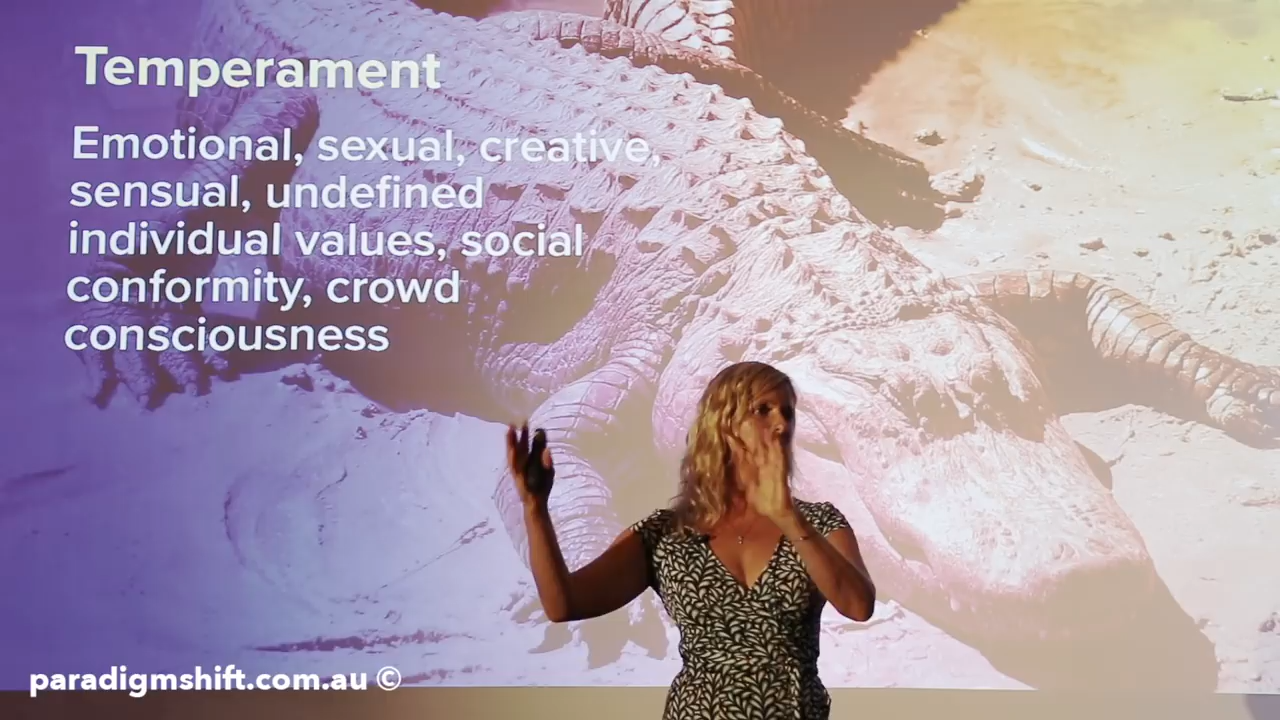 Temperament
Emotional, sexual, creative,
sensual, undefined
individual values, social
conformity, crowd
consciousness
paradigmshift.com.au ©